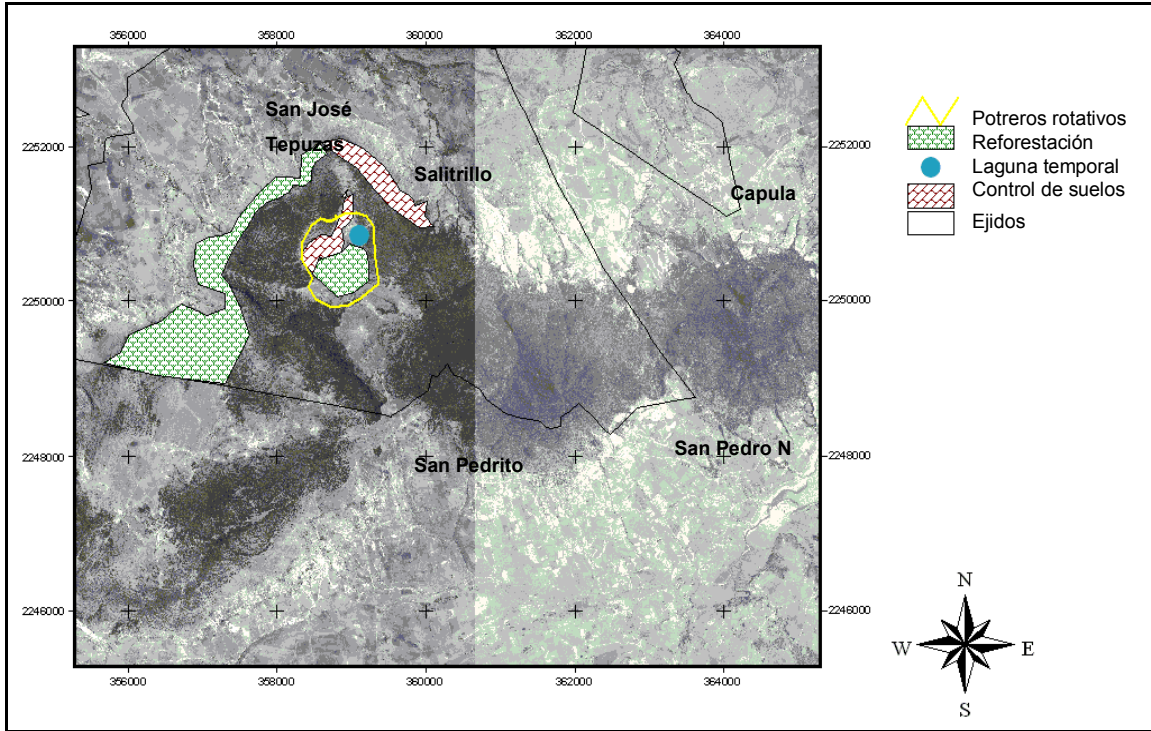 356000 358000 360000 362000 364000
San José
Tepuzas
Salitrillo
Capula
San Pedrito
San Pedro N
2252000 2252000
2250000 2250000
2248000 2248000
2246000 2246000
356000 358000 360000 362000 364000
Potreros rotativos
Reforestación
Laguna temporal
Control de suelos
Ejidos
N
W E
S